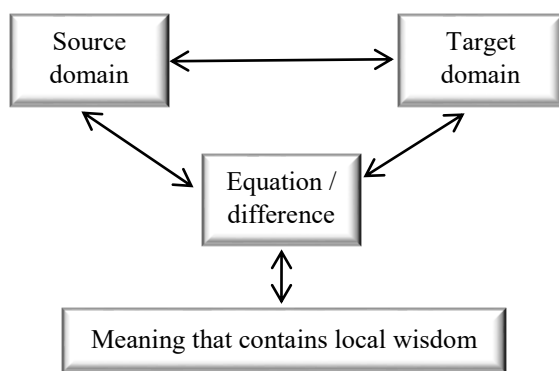 Source
domain
Target
domain
Equation /
difference
Meaning that contains local wisdom